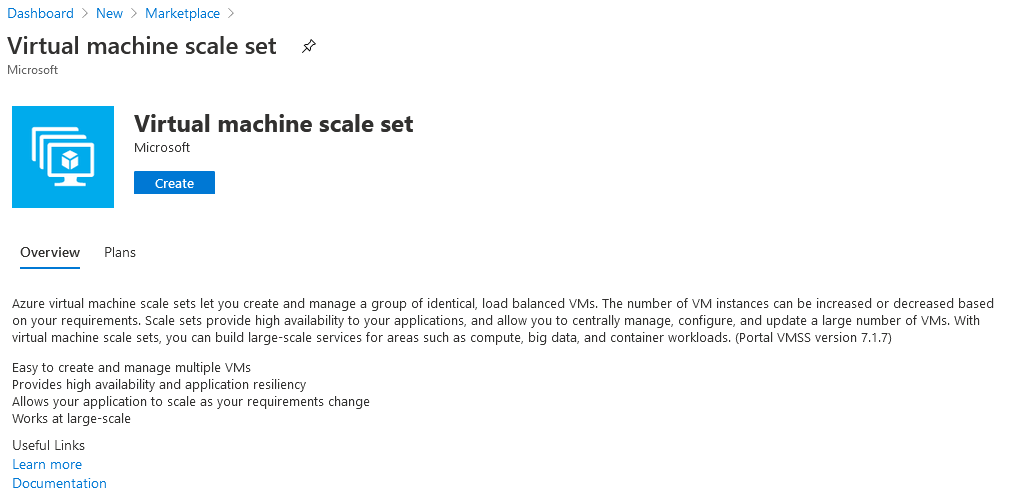 Dashboard > New > Marketplace >
Virtual machine scale set
Microsoft
Virtual machine scale set
Microsoft
Create
Overview Plans
Azure virtual machine scale sets let you create and manage a group of identical, load balanced VMs. The number of VM instances can be increased or decreased based
on your requirements. Scale sets provide high availability to your applications, and allow you to centrally manage, configure, and update a large number of VMs. With
virtual machine scale sets, you can build large-scale services for areas such as compute, big data, and container workloads. (Portal VMSS version 7.1.7)
Easy to create and manage multiple VMs
Provides high availability and application resiliency
Allows your application to scale as your requirements change
Works at large-scale
Useful Links
Learn more
Documentation